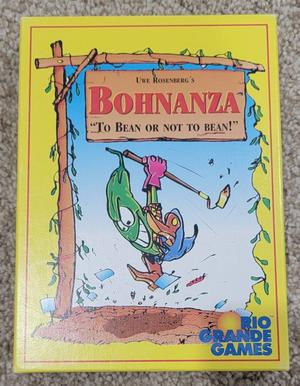 Uwe Rosenberg's
BOHNANZA
"To Bean or not to bean!"
RIO
GRANDE
GAMES